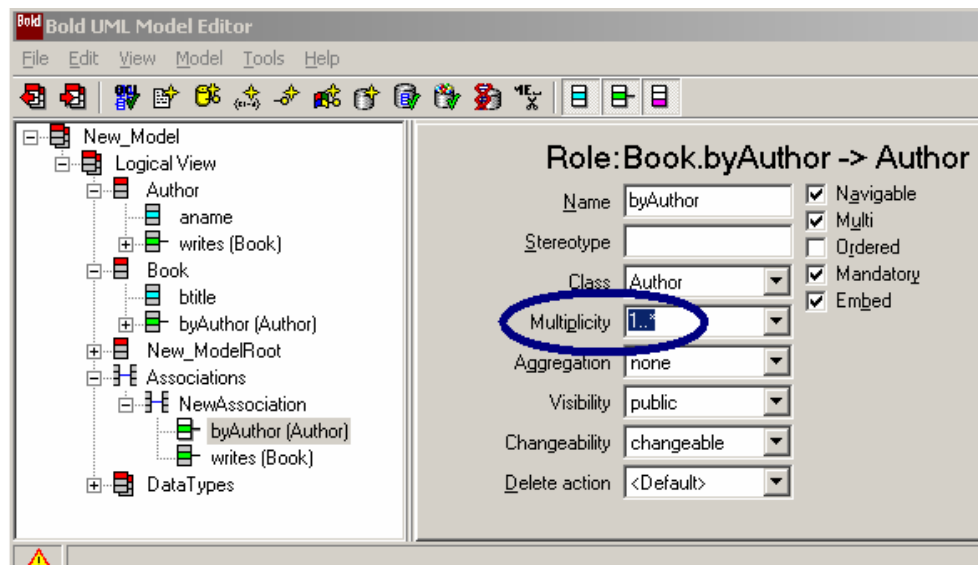 Bold Bold UML Model Editor
File Edit View Model Tools Help
New_Model
Logical View
Author
aname
writes (Book)
Book
btitle
byAuthor (Author)
New_ModelRoot
Associations
NewAssociation
byAuthor (Author)
writes (Book)
DataTypes
Role:Book.byAuthor -> Author
Name byAuthor
Stereotype
Class Author
Multiplicity 1..*
Aggregation none
Visibility public
Changeability changeable
Delete action <Default>
Navigable
Multi
Ordered
Mandatory
Embed